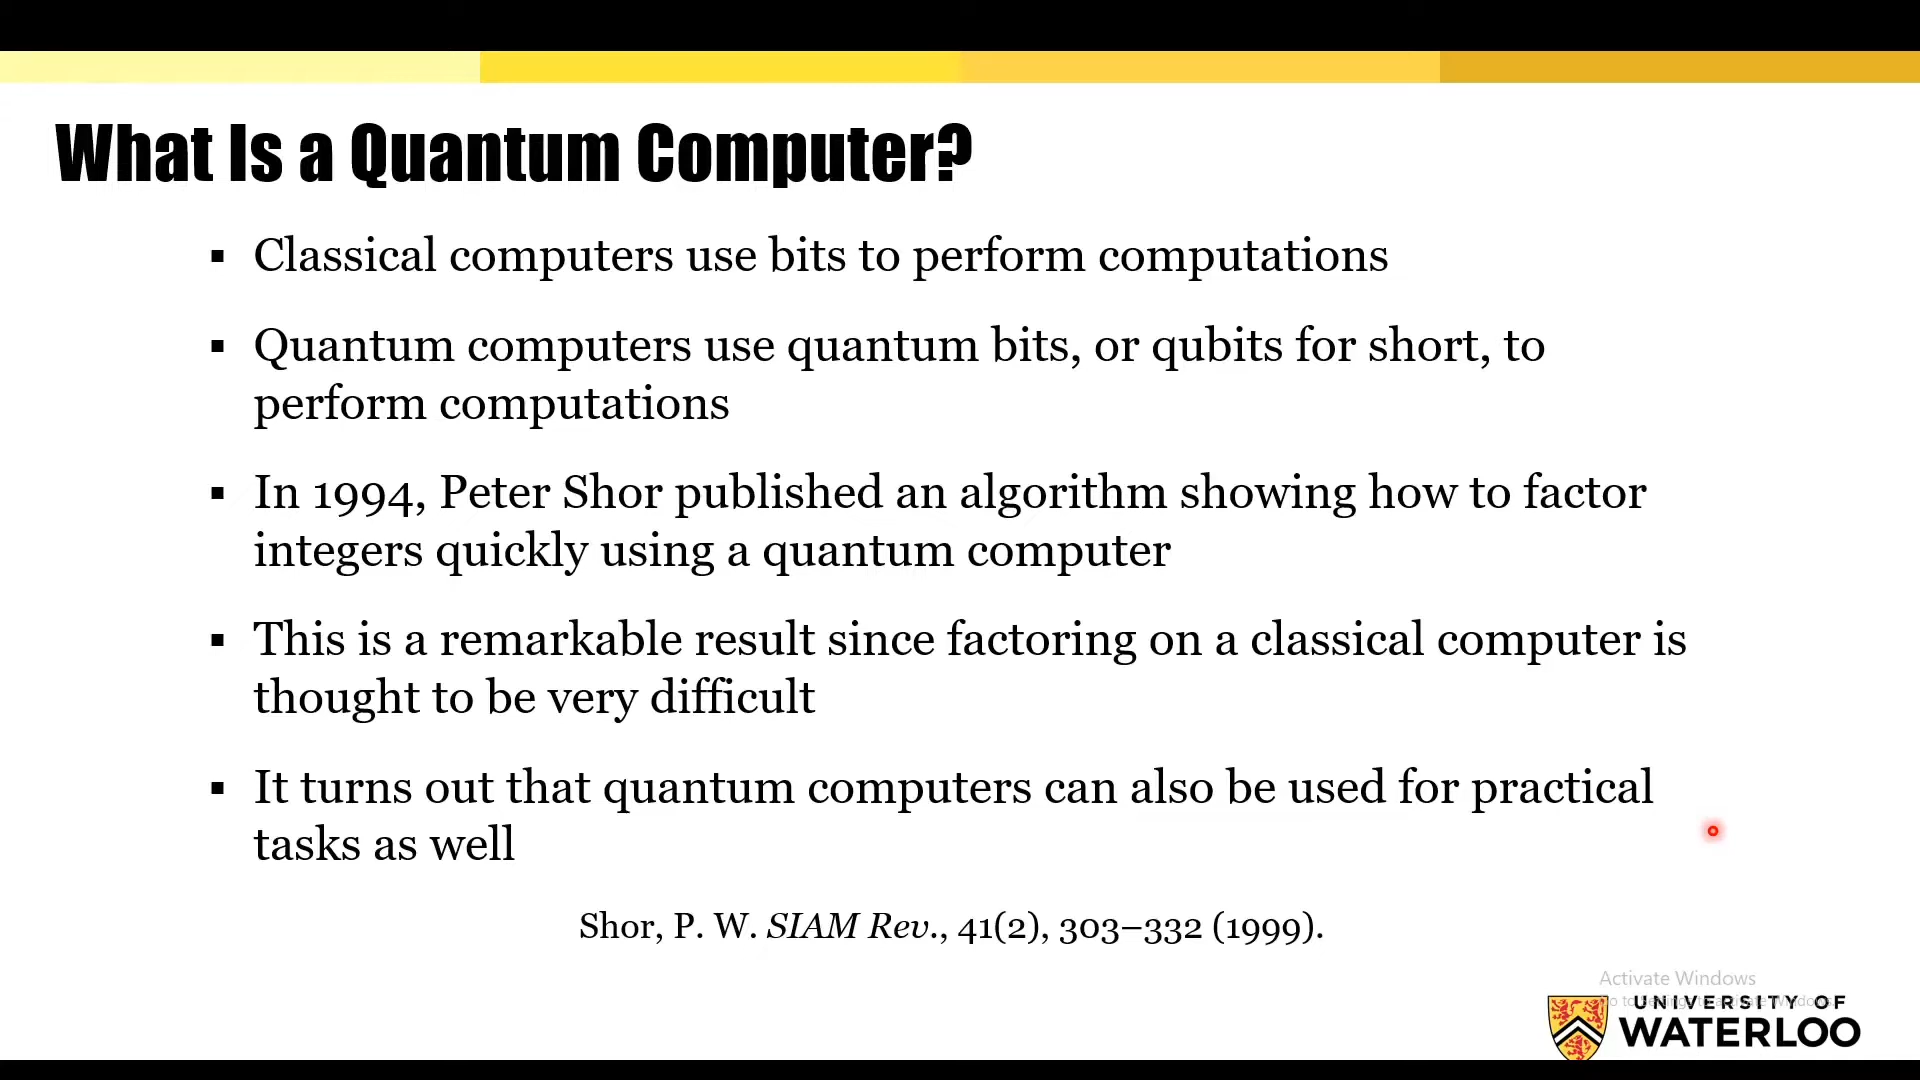 What Is a Quantum Computer?
▪ Classical computers use bits to perform computations
▪ Quantum computers use quantum bits, or qubits for short, to
perform computations
▪ In 1994, Peter Shor published an algorithm showing how to factor
integers quickly using a quantum computer
▪ This is a remarkable result since factoring on a classical computer is
thought to be very difficult
▪ It turns out that quantum computers can also be used for practical
tasks as well
Shor, P. W. SIAM Rev., 41(2), 303–332 (1999).
Activate Windows
UNIVERSITY OF
WATERLOO